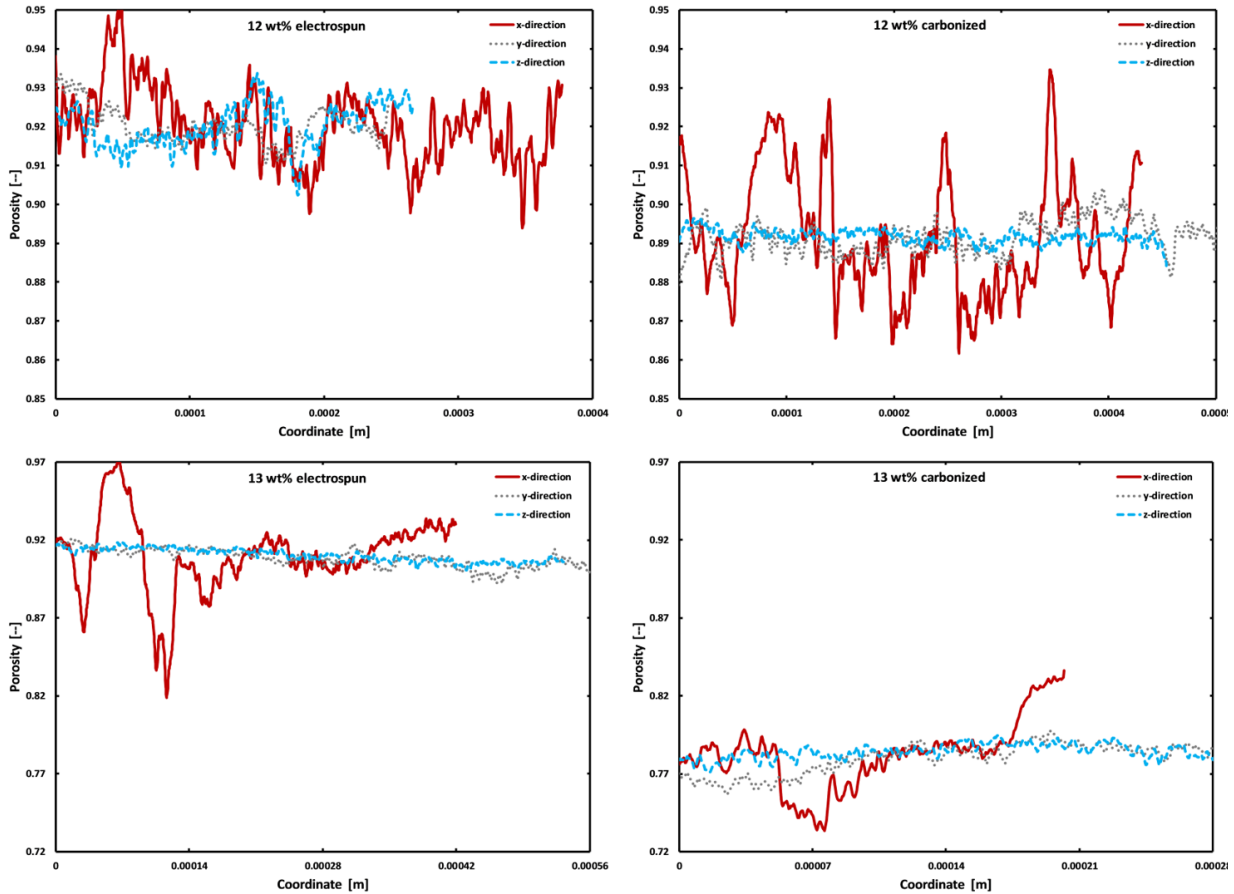 12 wt% electrospun
x-direction
y-direction
z-direction
Porosity [--]
0.95
0.94
0.93
0.92
0.91
0.90
0.89
0.88
0.87
0.86
0.85
0
0.0001
0.0002
0.0003
0.0004
Coordinate [m]
12 wt% carbonized
x-direction
y-direction
z-direction
Porosity [--]
0.95
0.94
0.93
0.92
0.91
0.90
0.89
0.88
0.87
0.86
0.85
0
0.0001
0.0002
0.0003
0.0004
0.0005
Coordinate [m]
13 wt% electrospun
x-direction
y-direction
z-direction
Porosity [--]
0.97
0.92
0.87
0.82
0.77
0.72
0
0.00014
0.00028
0.00042
0.00056
Coordinate [m]
13 wt% carbonized
x-direction
y-direction
z-direction
Porosity [--]
0.97
0.92
0.87
0.82
0.77
0.72
0
0.00007
0.00014
0.00021
0.00028
Coordinate [m]